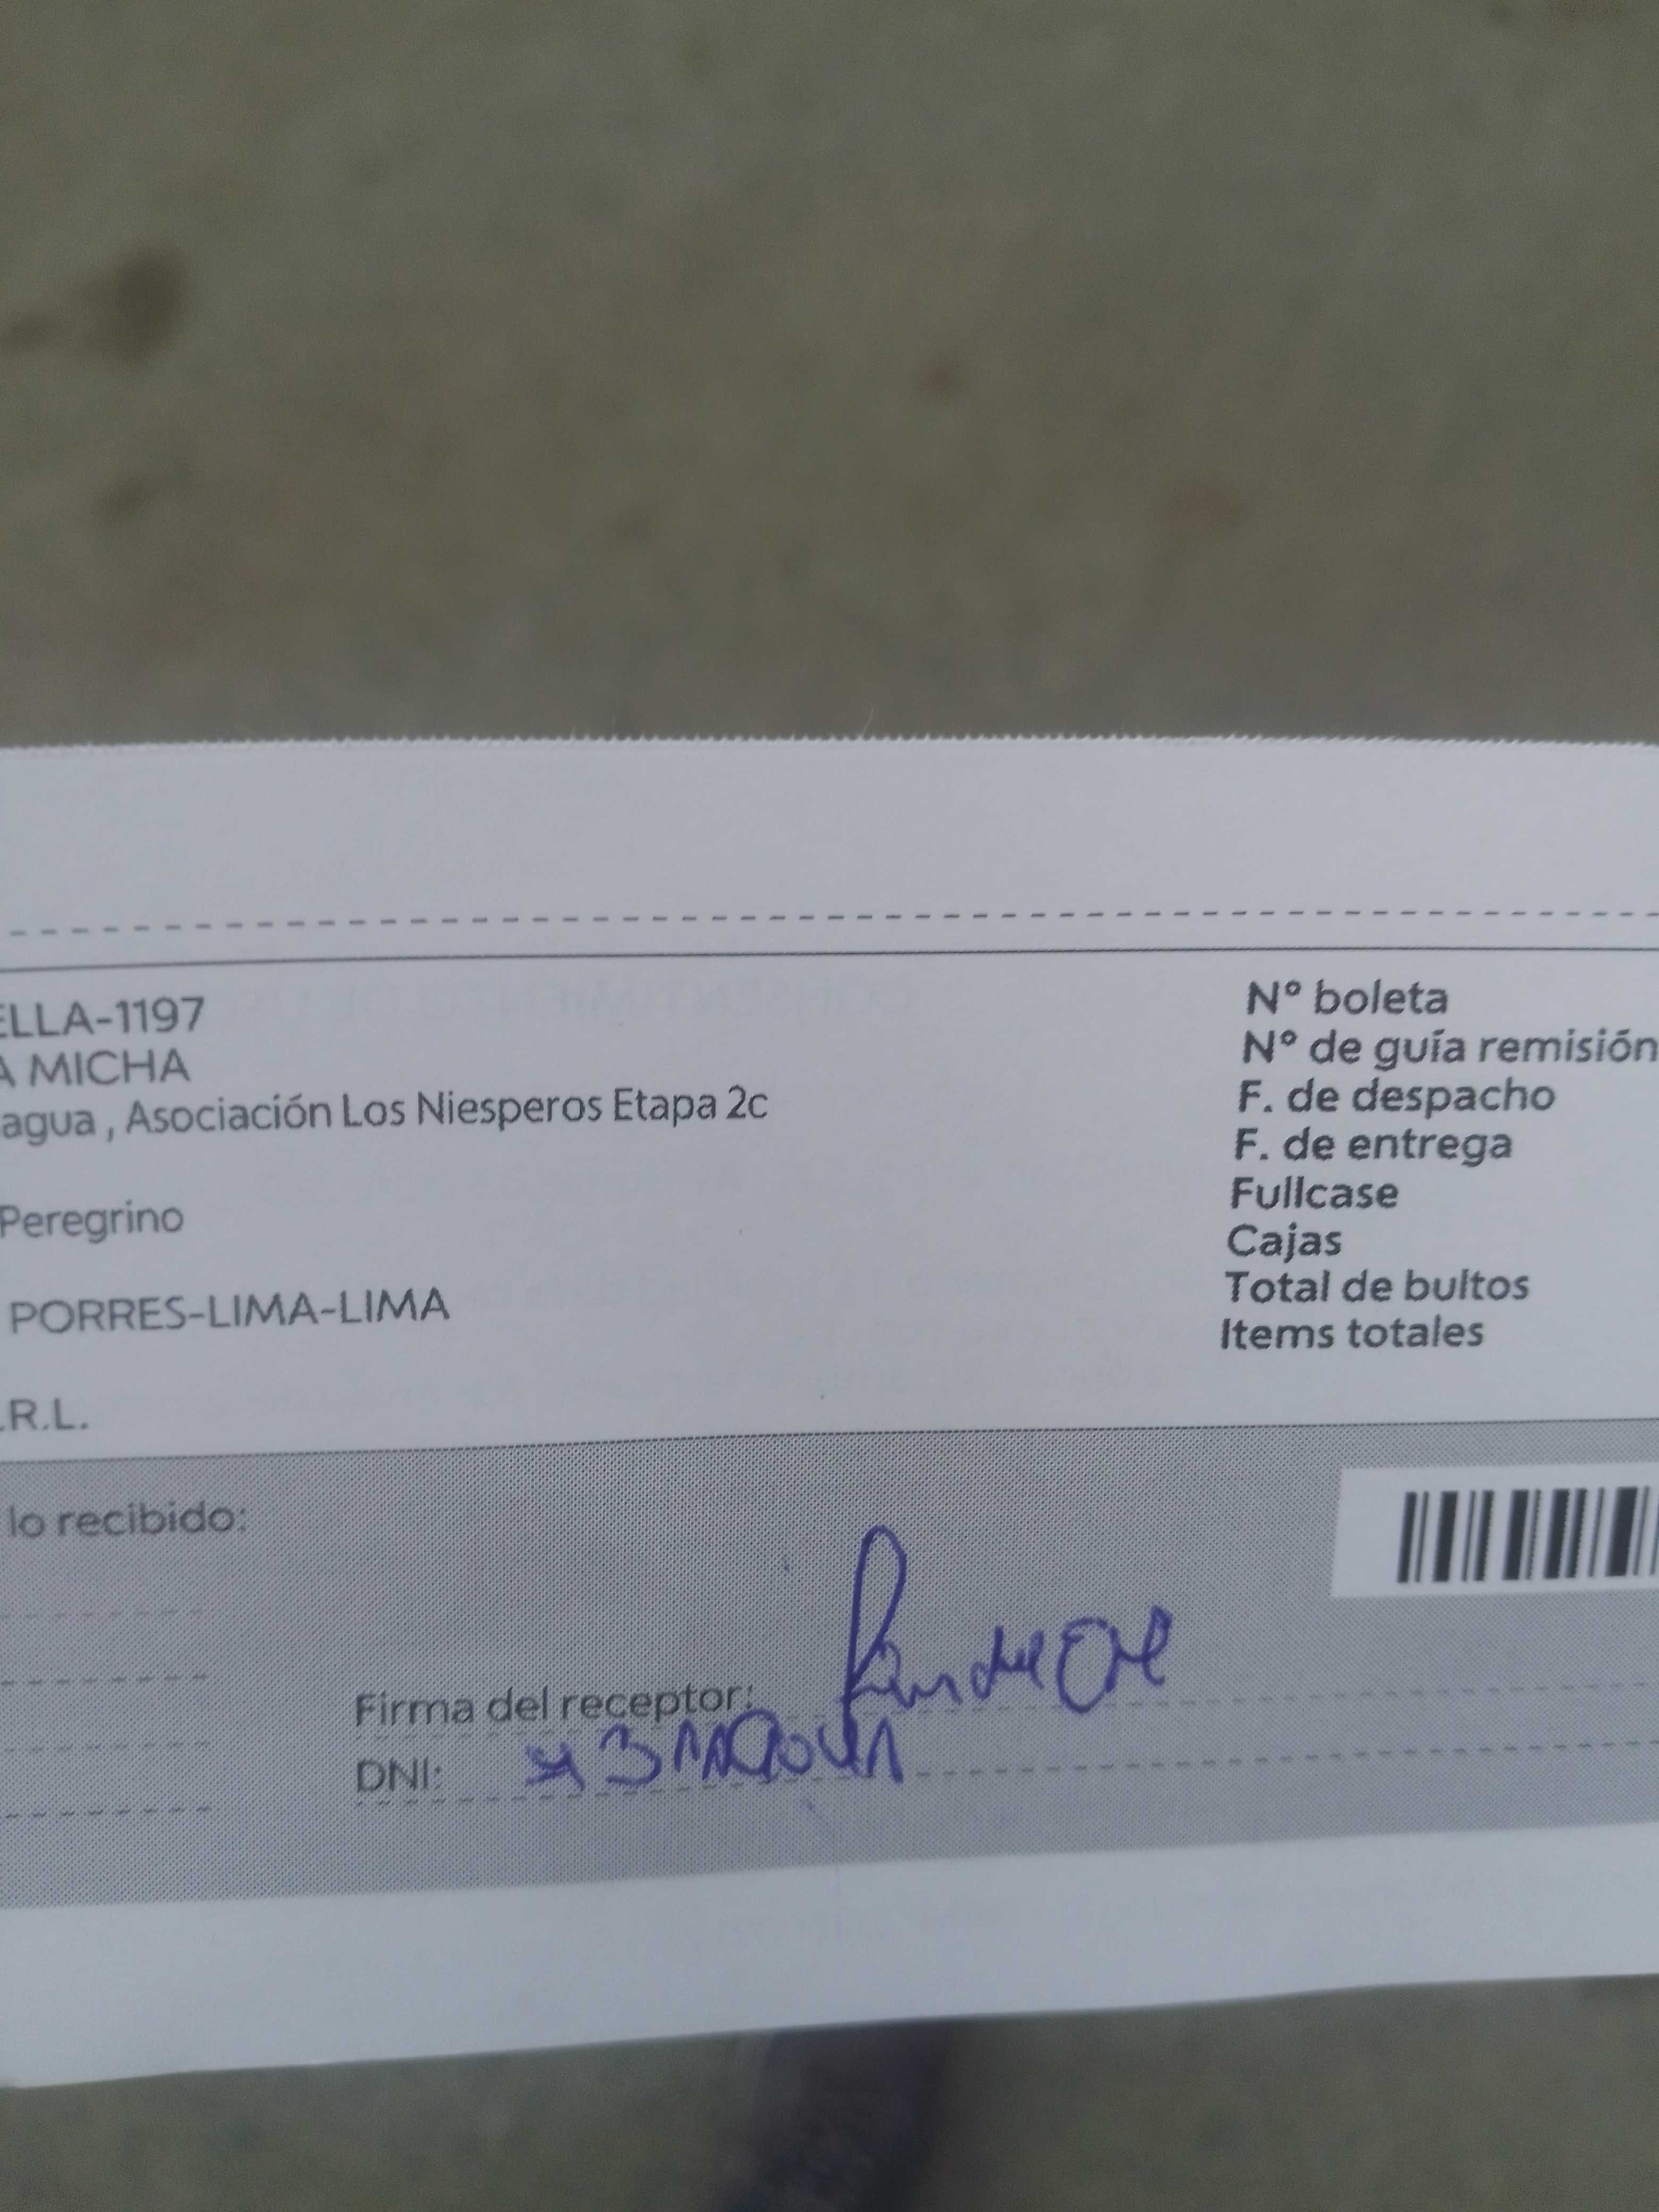 ELLA-1197
A MICHA
agua , Asociación Los Niesperos Etapa 2c
Peregrino
PORRES-LIMA-LIMA
.R.L.
N° boleta
N° de guía remisión
F. de despacho
F. de entrega
Fullcase
Cajas
Total de bultos
Items totales
lo recibido:
Firma del receptor:
DNI: